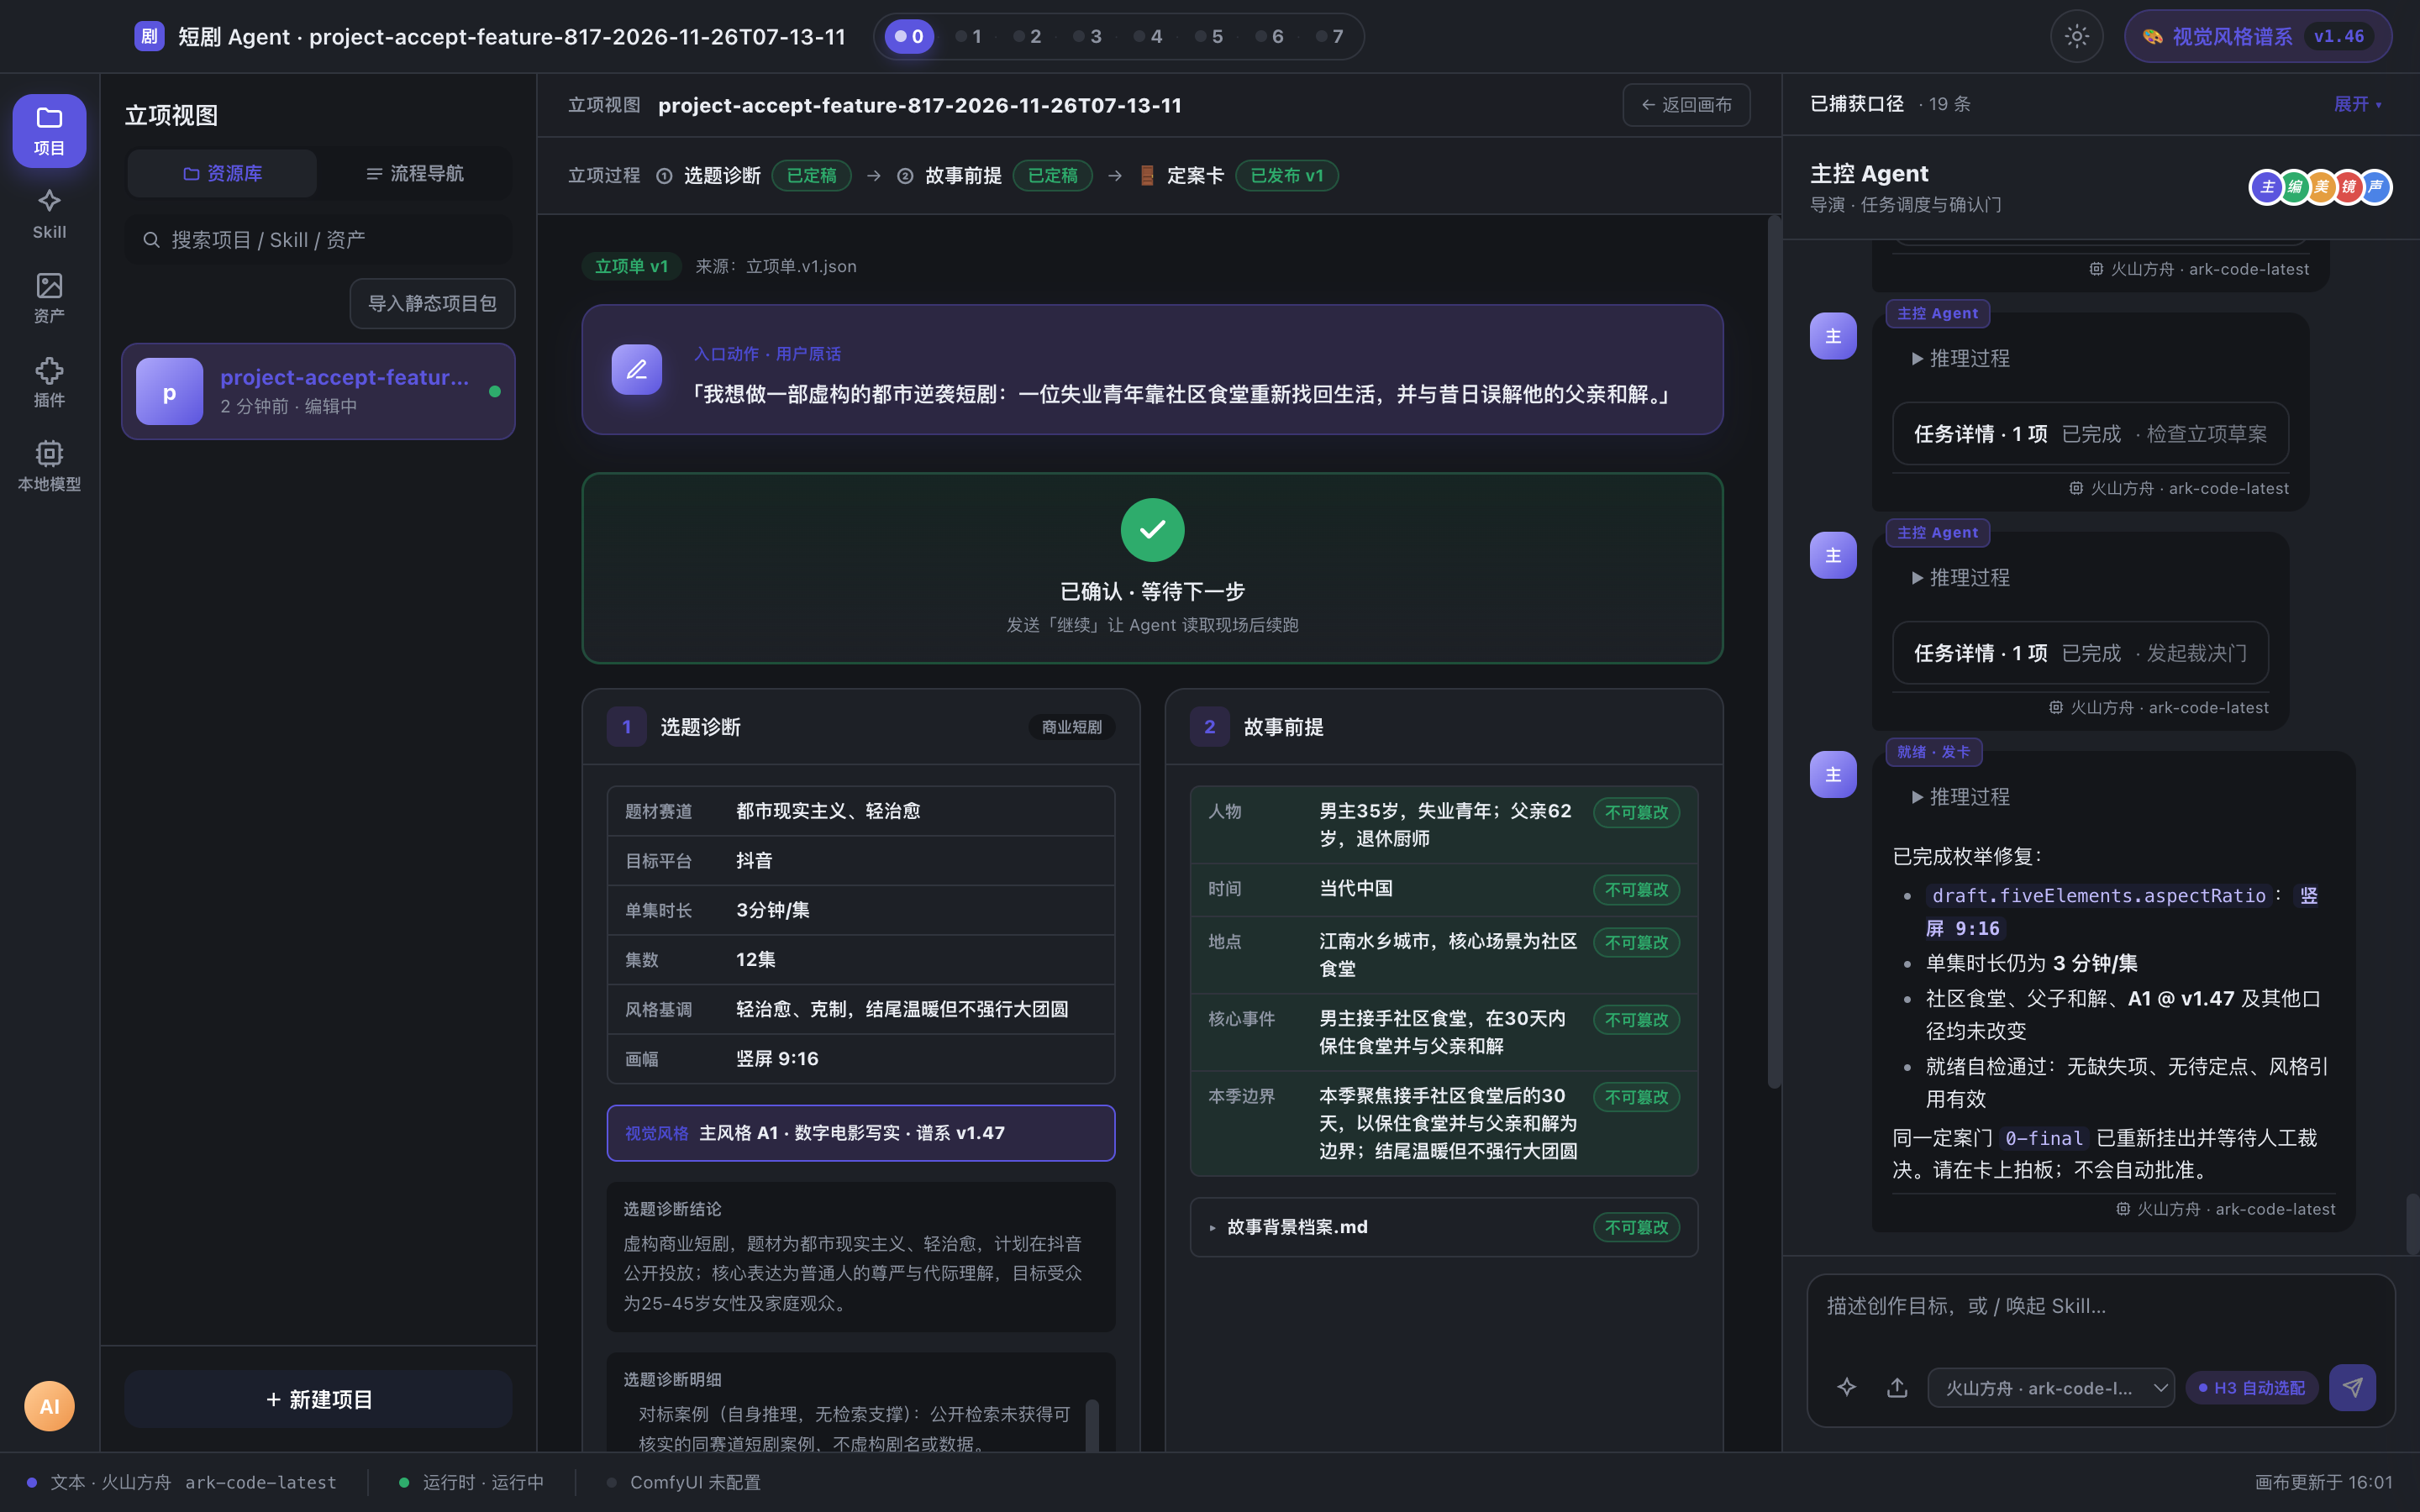 剧 短剧 Agent · project-accept-feature-817-2026-11-26T07-13-11
0 · 1 · 2 · 3 · 4 · 5 · 6 · 7
视觉风格谱系 v1.46
项目
Skill
资产
插件
本地模型
AI
立项视图
资源库
流程导航
搜索项目 / Skill / 资产
导入静态项目包
p
project-accept-featur...
2 分钟前 · 编辑中
+ 新建项目
立项视图 project-accept-feature-817-2026-11-26T07-13-11
← 返回画布
立项过程 ① 选题诊断 已定稿 → ② 故事前提 已定稿 → 定案卡 已发布 v1
立项单 v1 来源：立项单.v1.json
入口动作 · 用户原话
「我想做一部虚构的都市逆袭短剧：一位失业青年靠社区食堂重新找回生活，并与昔日误解他的父亲和解。」
已确认 · 等待下一步
发送「继续」让 Agent 读取现场后续跑
1 选题诊断 商业短剧
题材赛道 都市现实主义、轻治愈
目标平台 抖音
单集时长 3分钟/集
集数 12集
风格基调 轻治愈、克制，结尾温暖但不强行大团圆
画幅 竖屏 9:16
视觉风格 主风格 A1 · 数字电影写实 · 谱系 v1.47
选题诊断结论
虚构商业短剧，题材为都市现实主义、轻治愈，计划在抖音
公开投放；核心表达为普通人的尊严与代际理解，目标受众
为25-45岁女性及家庭观众。
选题诊断明细
对标案例（自身推理，无检索支撑）：公开检索未获得可
核实的同赛道短剧案例，不虚构剧名或数据。
2 故事前提
人物 男主35岁，失业青年；父亲62
岁，退休厨师
不可篡改
时间 当代中国 不可篡改
地点 江南水乡城市，核心场景为社区
食堂
不可篡改
核心事件 男主接手社区食堂，在30天内
保住食堂并与父亲和解
不可篡改
本季边界 本季聚焦接手社区食堂后的30
天，以保住食堂并与父亲和解为
边界；结尾温暖但不强行大团圆
不可篡改
▸ 故事背景档案.md 不可篡改
已捕获口径 · 19 条
展开 ▾
主控 Agent
导演 · 任务调度与确认门
主 编 美 镜 声
火山方舟 · ark-code-latest
主
主控 Agent
▶ 推理过程
任务详情 · 1 项 已完成 · 检查立项草案
火山方舟 · ark-code-latest
主
主控 Agent
▶ 推理过程
任务详情 · 1 项 已完成 · 发起裁决门
火山方舟 · ark-code-latest
主
就绪 · 发卡
▶ 推理过程
已完成枚举修复：
• draft.fiveElements.aspectRatio： 竖
屏 9:16
• 单集时长仍为 3 分钟/集
• 社区食堂、父子和解、A1 @ v1.47 及其他口
径均未改变
• 就绪自检通过：无缺失项、无待定点、风格引
用有效
同一定案门 0-final 已重新挂出并等待人工裁
决。请在卡上拍板；不会自动批准。
火山方舟 · ark-code-latest
描述创作目标，或 / 唤起 Skill...
火山方舟 · ark-code-l...
H3 自动选配
文本 · 火山方舟 ark-code-latest
运行时 · 运行中
ComfyUI 未配置
画布更新于 16:01